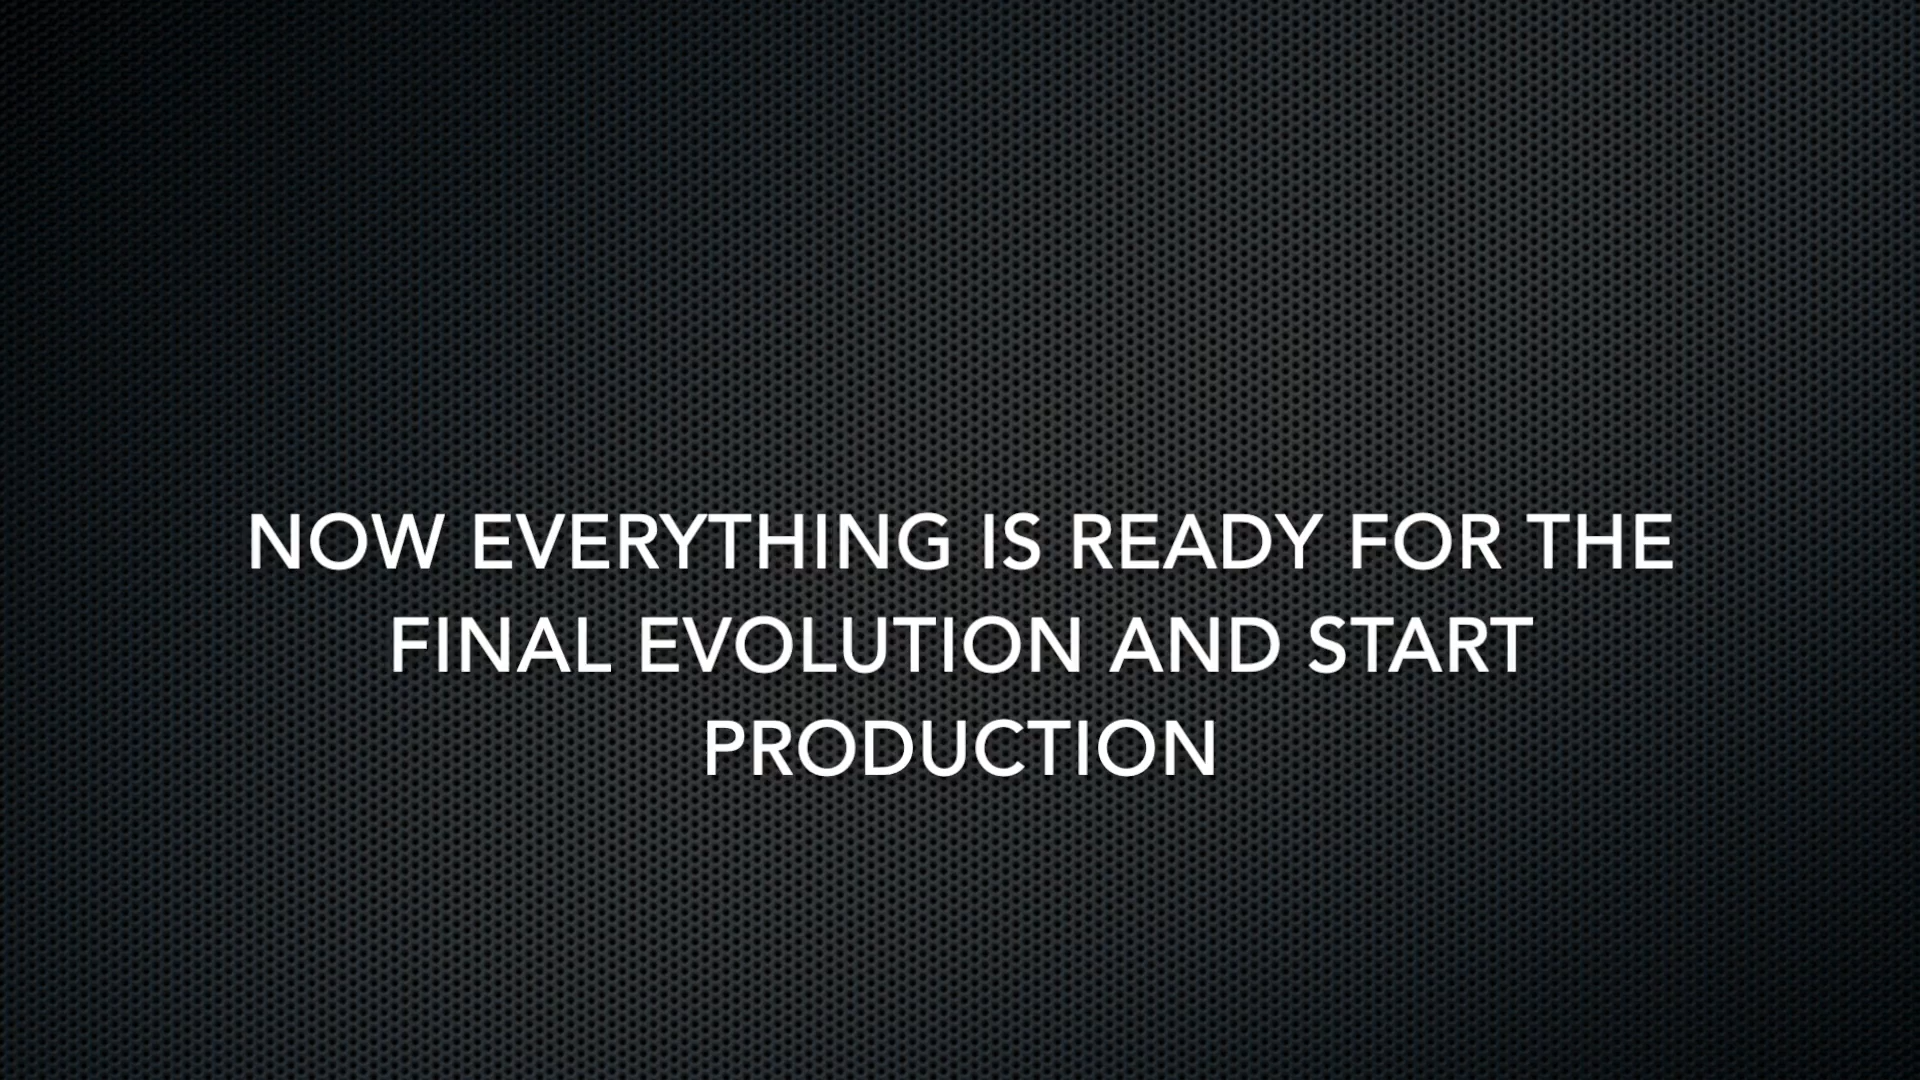 NOW EVERYTHING IS READY FOR THE
FINAL EVOLUTION AND START
PRODUCTION